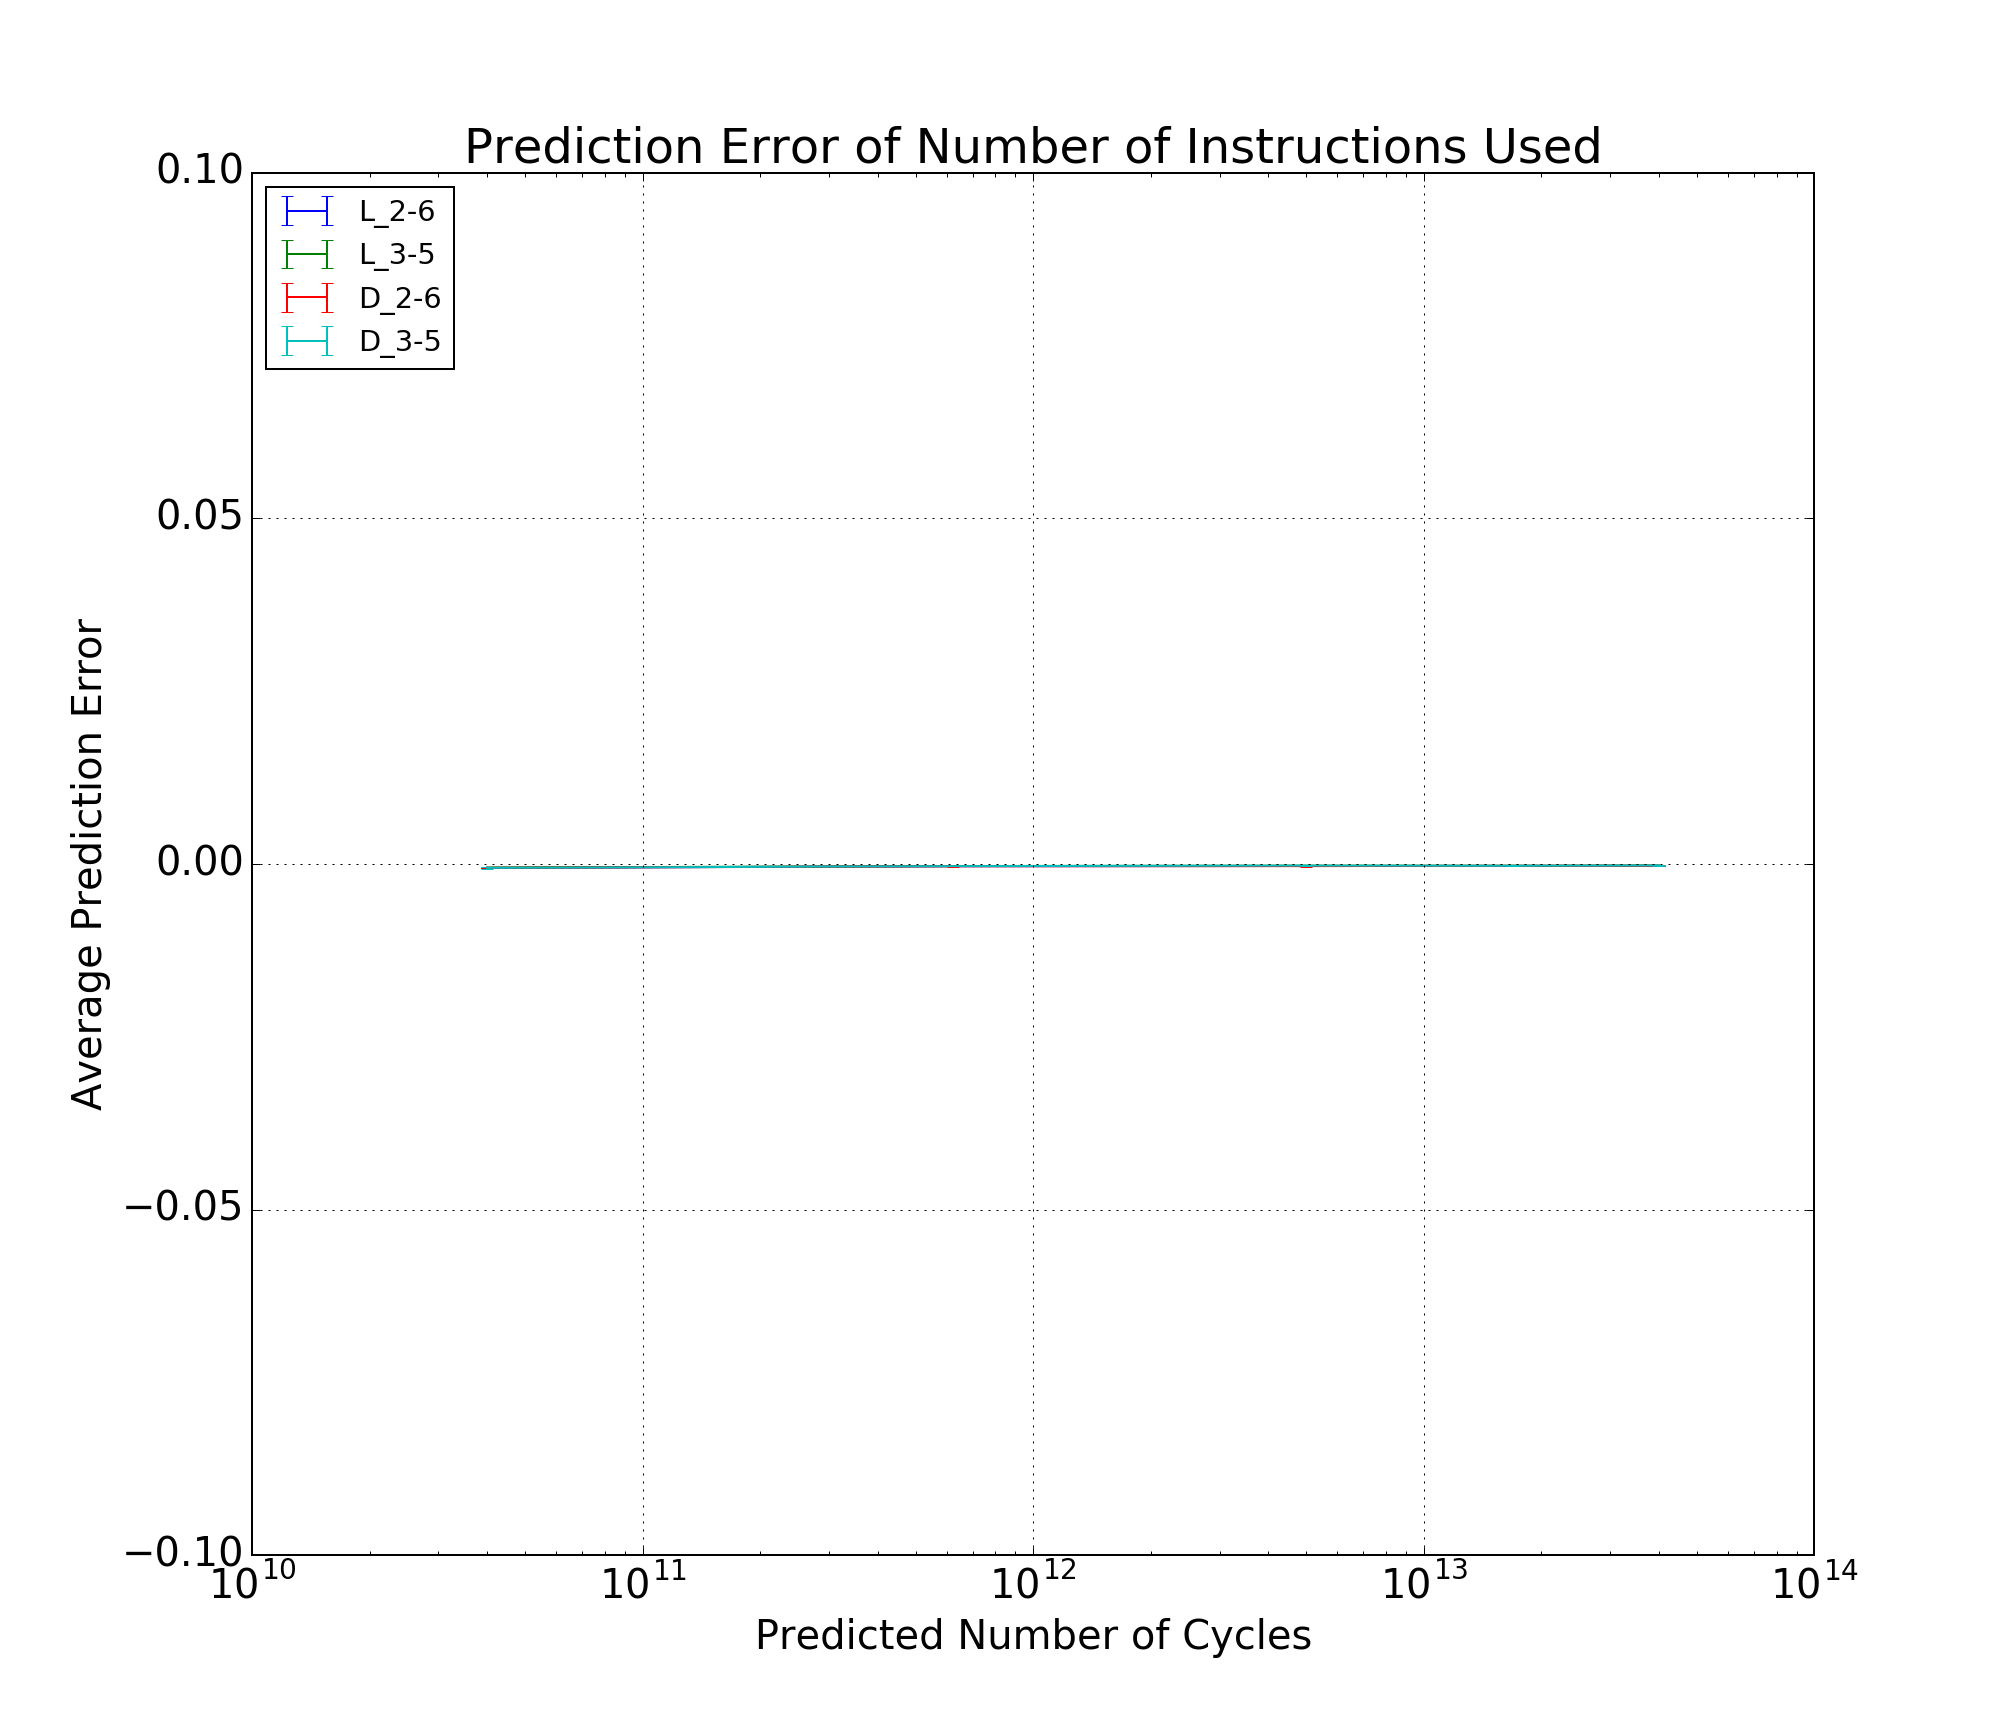 Prediction Error of Number of Instructions Used
0.10
0.05
0.00
−0.05
−0.10
Average Prediction Error
L_2-6
L_3-5
D_2-6
D_3-5
10^10 10^11 10^12 10^13 10^14
Predicted Number of Cycles